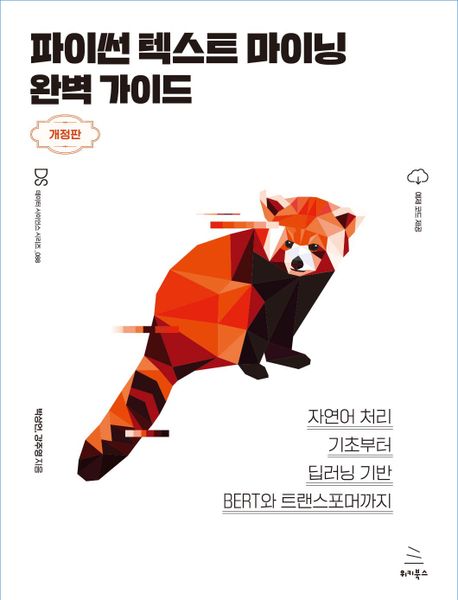 파이썬 텍스트 마이닝
완벽 가이드
개정판
DS 데이터 사이언스 시리즈_098
예제 코드 제공
박상언, 강주영 지음
자연어 처리
기초부터
딥러닝 기반
BERT와 트랜스포머까지
위키북스